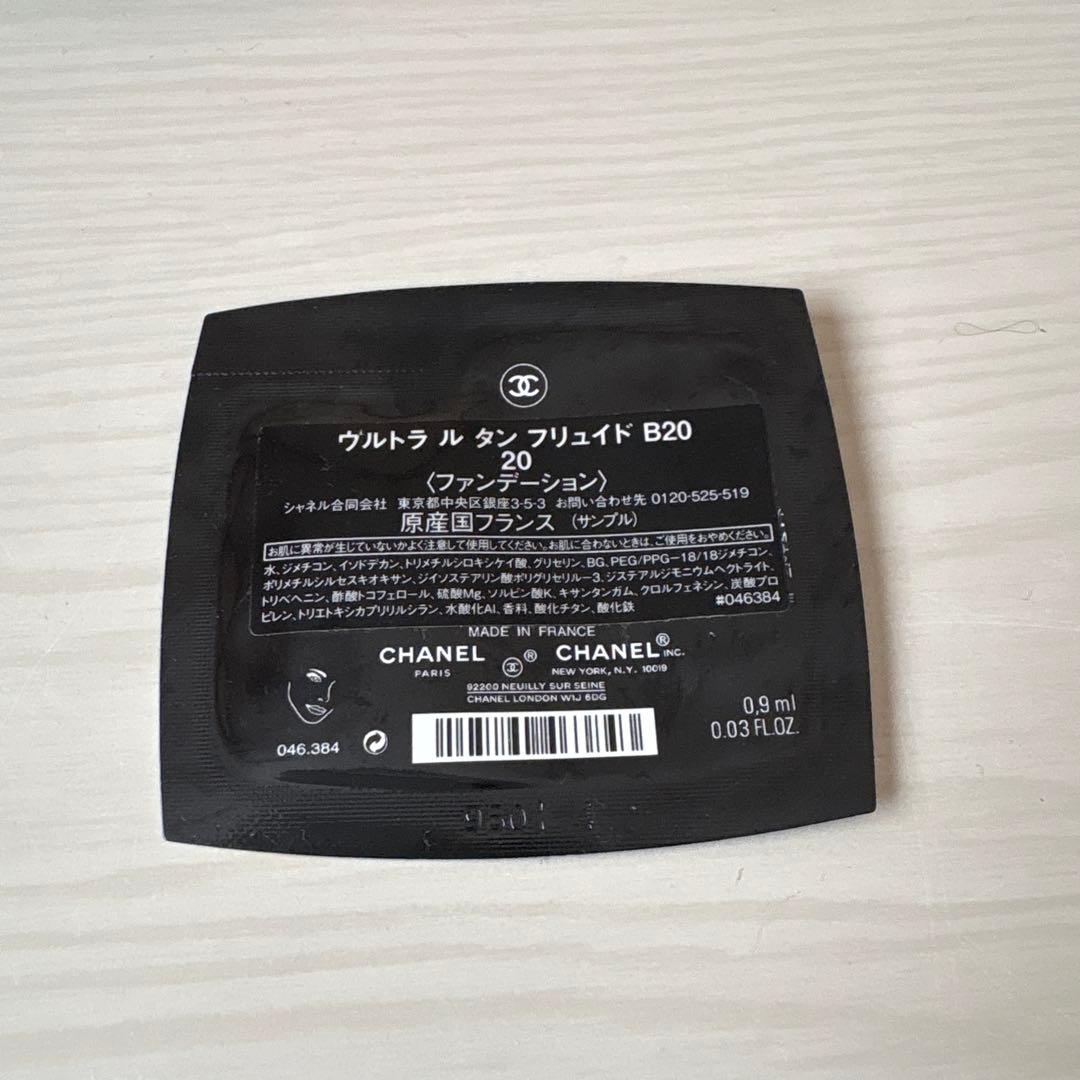 ヴルトラ ル タン フリュイド B20
20
〈ファンデーション〉
シャネル合同会社 東京都中央区銀座3-5-3 お問い合わせ先 0120-525-519
原産国フランス (サンプル)
お肌に異常が生じていないかよく注意して使用してください。お肌に合わないときは、ご使用をおやめください。
水、ジメチコン、イソドデカン、トリメチルシロキシケイ酸、グリセリン、BG、PEG/PPG-18/18ジメチコン、
ポリメチルシルセスキオキサン、ジイソステアリン酸ポリグリセリル-3、ジステアルジモニウムヘクトライト、
トリベヘニン、酢酸トコフェロール、硫酸Mg、ソルビン酸K、キサンタンガム、クロルフェネシン、炭酸プロ
ピレン、トリエトキシカプリリルシラン、水酸化Al、香料、酸化チタン、酸化鉄 #046384
MADE IN FRANCE
CHANEL ® CHANEL® INC.
PARIS NEW YORK, N.Y. 10019
92200 NEUILLY SUR SEINE
CHANEL LONDON W1J 6DG
0,9 ml
0.03 FL.OZ.
046.384